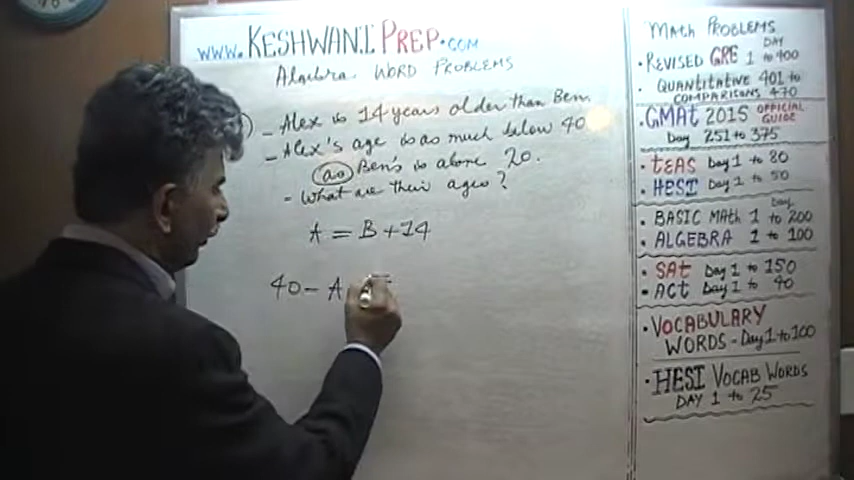 www.KESHWANI PREP.COM
Algebra WORD PROBLEMS
- Alex is 14 years older than Ben.
- Alex's age is as much below 40
as Ben's is above 20.
- What are their ages?
A = B + 14
40 - A
MATH PROBLEMS
• REVISED GRE DAY 1 to 400
• QUANTITATIVE 401 to
COMPARISONS 470
• GMAT 2015 OFFICIAL GUIDE
Day 251 to 375
• TEAS Day 1 to 80
• HESI Day 1 to 50
• BASIC MATH Day 1 to 200
• ALGEBRA 1 to 100
• SAT Day 1 to 150
• ACT Day 1 to 40
• VOCABULARY
WORDS - Day 1 to 100
• HESI VOCAB WORDS
DAY 1 to 25